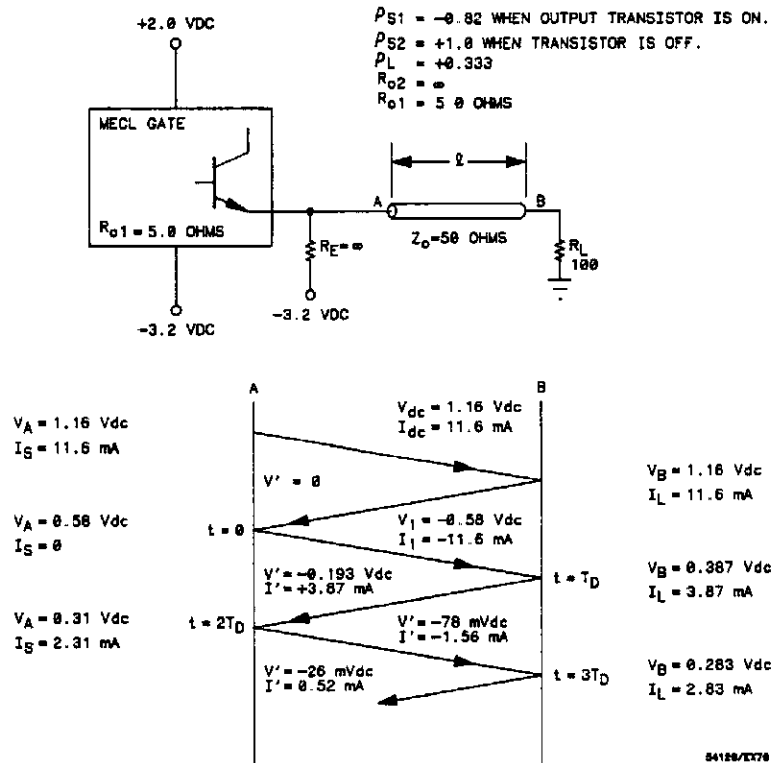 ρS1 = -0.82 WHEN OUTPUT TRANSISTOR IS ON.
ρS2 = +1.0 WHEN TRANSISTOR IS OFF.
ρL = +0.333
Ro2 = ∞
Ro1 = 5 0 OHMS
+2.0 VDC
MECL GATE
Ro1 = 5.0 OHMS
-3.2 VDC
RE = ∞
-3.2 VDC
A
ℓ
B
Zo = 50 OHMS
RL
100
A
B
VA = 1.16 Vdc
IS = 11.6 mA
Vdc = 1.16 Vdc
Idc = 11.6 mA
V' = 0
VB = 1.16 Vdc
IL = 11.6 mA
VA = 0.58 Vdc
IS = 0
t = 0
V1 = -0.58 Vdc
I1 = -11.6 mA
V' = -0.193 Vdc
I' = +3.87 mA
t = TD
VB = 0.387 Vdc
IL = 3.87 mA
VA = 0.31 Vdc
IS = 2.31 mA
t = 2TD
V' = -78 mVdc
I' = -1.56 mA
V' = -26 mVdc
I' = 0.52 mA
t = 3TD
VB = 0.283 Vdc
IL = 2.83 mA
54120/EX70